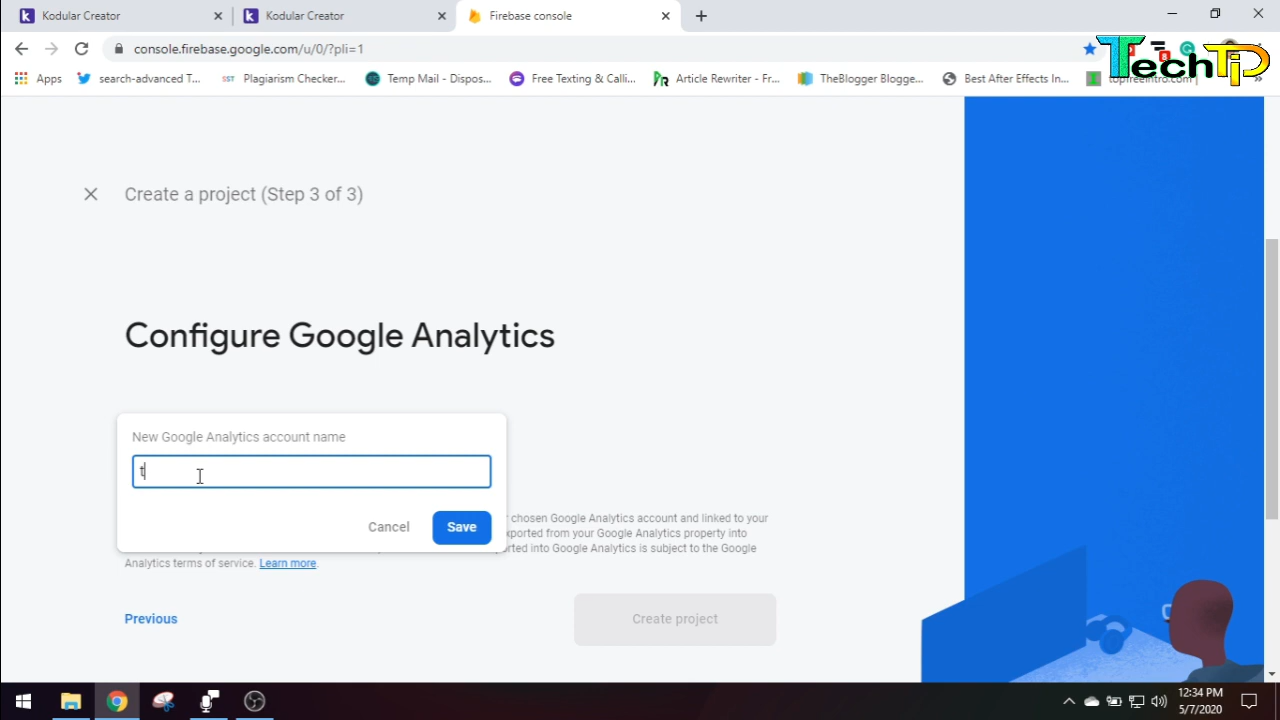 Kodular Creator
Kodular Creator
Firebase console
console.firebase.google.com/u/0/?pli=1
TechTip
Apps
search-advanced T...
SST
Plagiarism Checker...
Temp Mail - Dispos...
Free Texting & Calli...
Article Rewriter - Fr...
TheBlogger Blogge...
Best After Effects In...
topfreeintro.com |
Create a project (Step 3 of 3)
Configure Google Analytics
New Google Analytics account name
t
Cancel
Save
chosen Google Analytics account and linked to your
xported from your Google Analytics property into
orted into Google Analytics is subject to the Google
Analytics terms of service. Learn more.
Previous
Create project
12:34 PM
5/7/2020